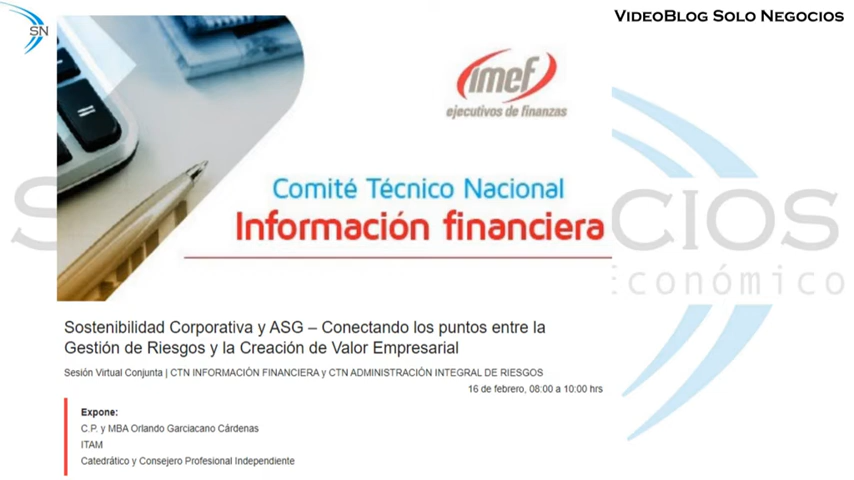 SN
VIDEOBLOG SOLO NEGOCIOS
imef
ejecutivos de finanzas
Comité Técnico Nacional
Información financiera
S
CIOS
Económico
Sostenibilidad Corporativa y ASG – Conectando los puntos entre la
Gestión de Riesgos y la Creación de Valor Empresarial
Sesión Virtual Conjunta | CTN INFORMACIÓN FINANCIERA y CTN ADMINISTRACIÓN INTEGRAL DE RIESGOS
16 de febrero, 08:00 a 10:00 hrs
Expone:
C.P. y MBA Orlando Garciacano Cárdenas
ITAM
Catedrático y Consejero Profesional Independiente